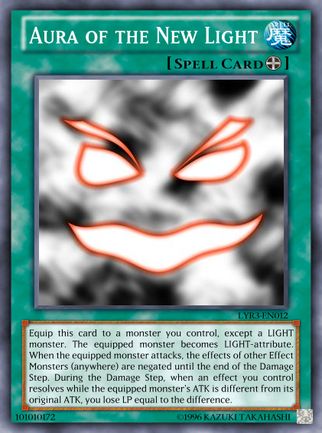 AURA OF THE NEW LIGHT
SPELL
魔
[SPELL CARD]
LYR3-EN012
Equip this card to a monster you control, except a LIGHT
monster. The equipped monster becomes LIGHT-attribute.
When the equipped monster attacks, the effects of other Effect
Monsters (anywhere) are negated until the end of the Damage
Step. During the Damage Step, when an effect you control
resolves while the equipped monster's ATK is different from its
original ATK, you lose LP equal to the difference.
101010172
©1996 KAZUKI TAKAHASHI